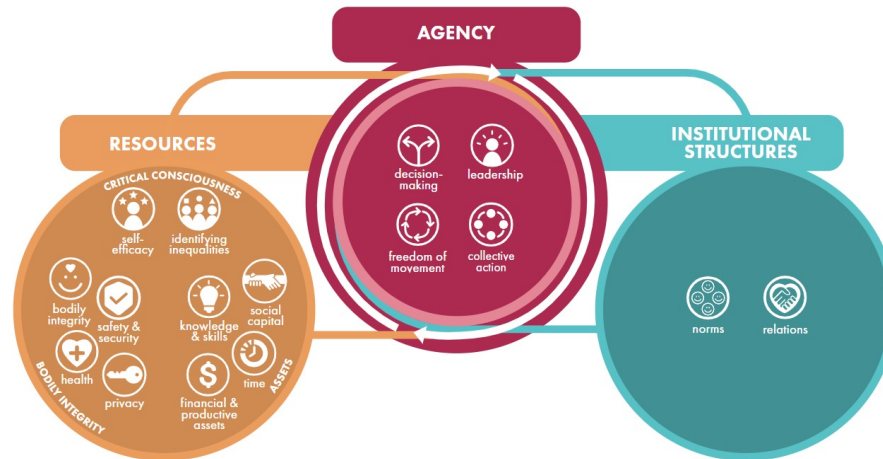 AGENCY
RESOURCES
INSTITUTIONAL
STRUCTURES
decision-
making
leadership
freedom of
movement
collective
action
CRITICAL CONSCIOUSNESS
self-
efficacy
identifying
inequalities
bodily
integrity
safety &
security
health
privacy
BODILY INTEGRITY
knowledge
& skills
social
capital
financial &
productive
assets
time
ASSETS
norms
relations